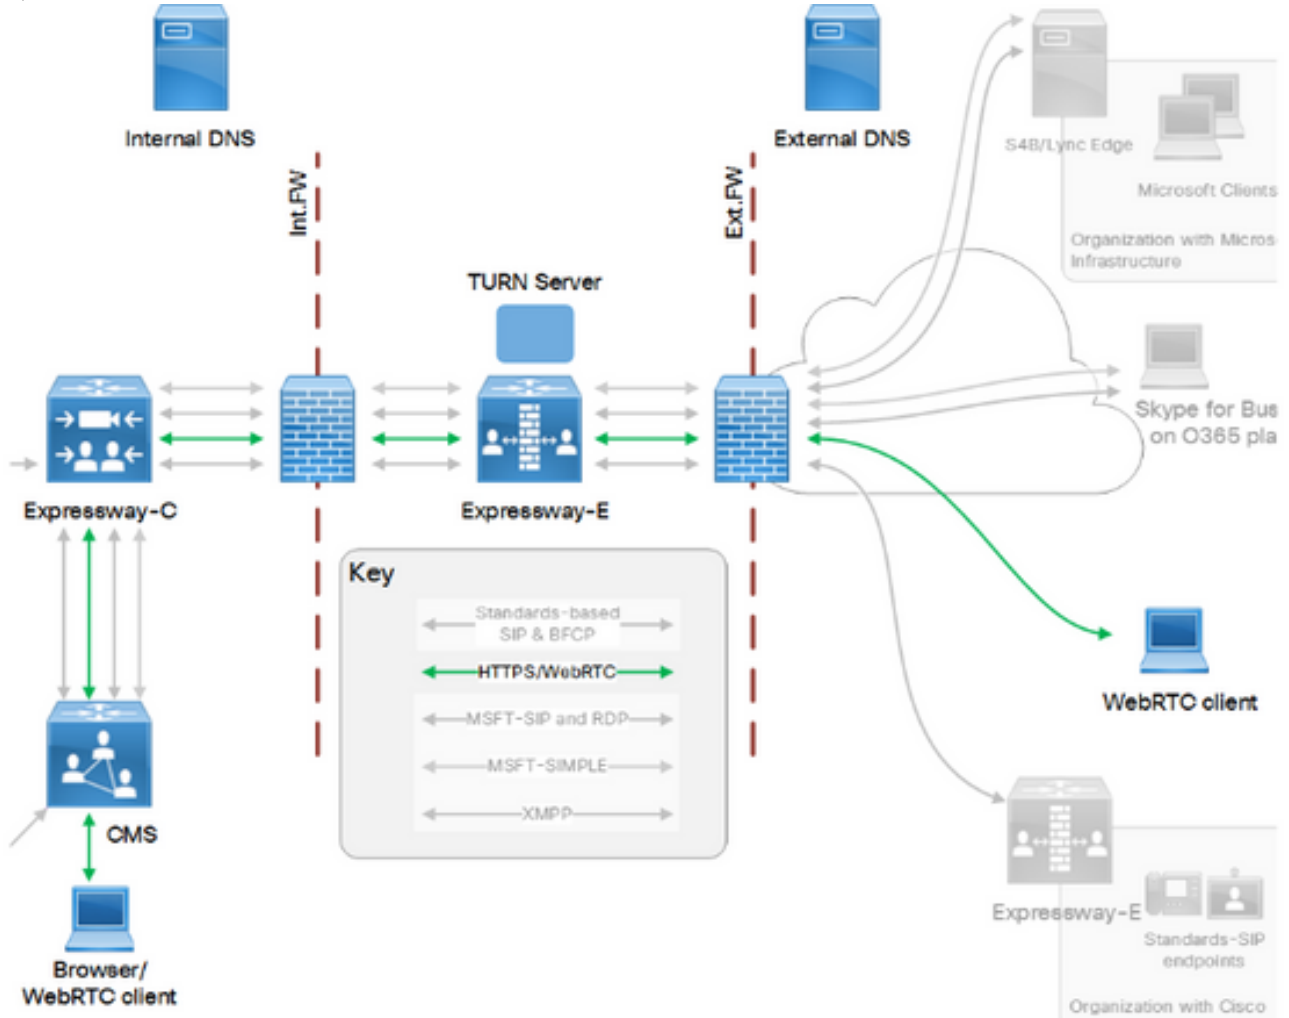 Internal DNS
External DNS
S4B/Lync Edge
Microsoft Clients
Organization with Micros
Infrastructure
Int.FW
Ext.FW
TURN Server
Skype for Bus
on O365 pla
Expressway-C
Expressway-E
Key
Standards-based
SIP & BFCP
HTTPS/WebRTC
MSFT-SIP and RDP
MSFT-SIMPLE
XMPP
WebRTC client
CMS
Expressway-E
Standards-SIP
endpoints
Browser/
WebRTC client
Organization with Cisco